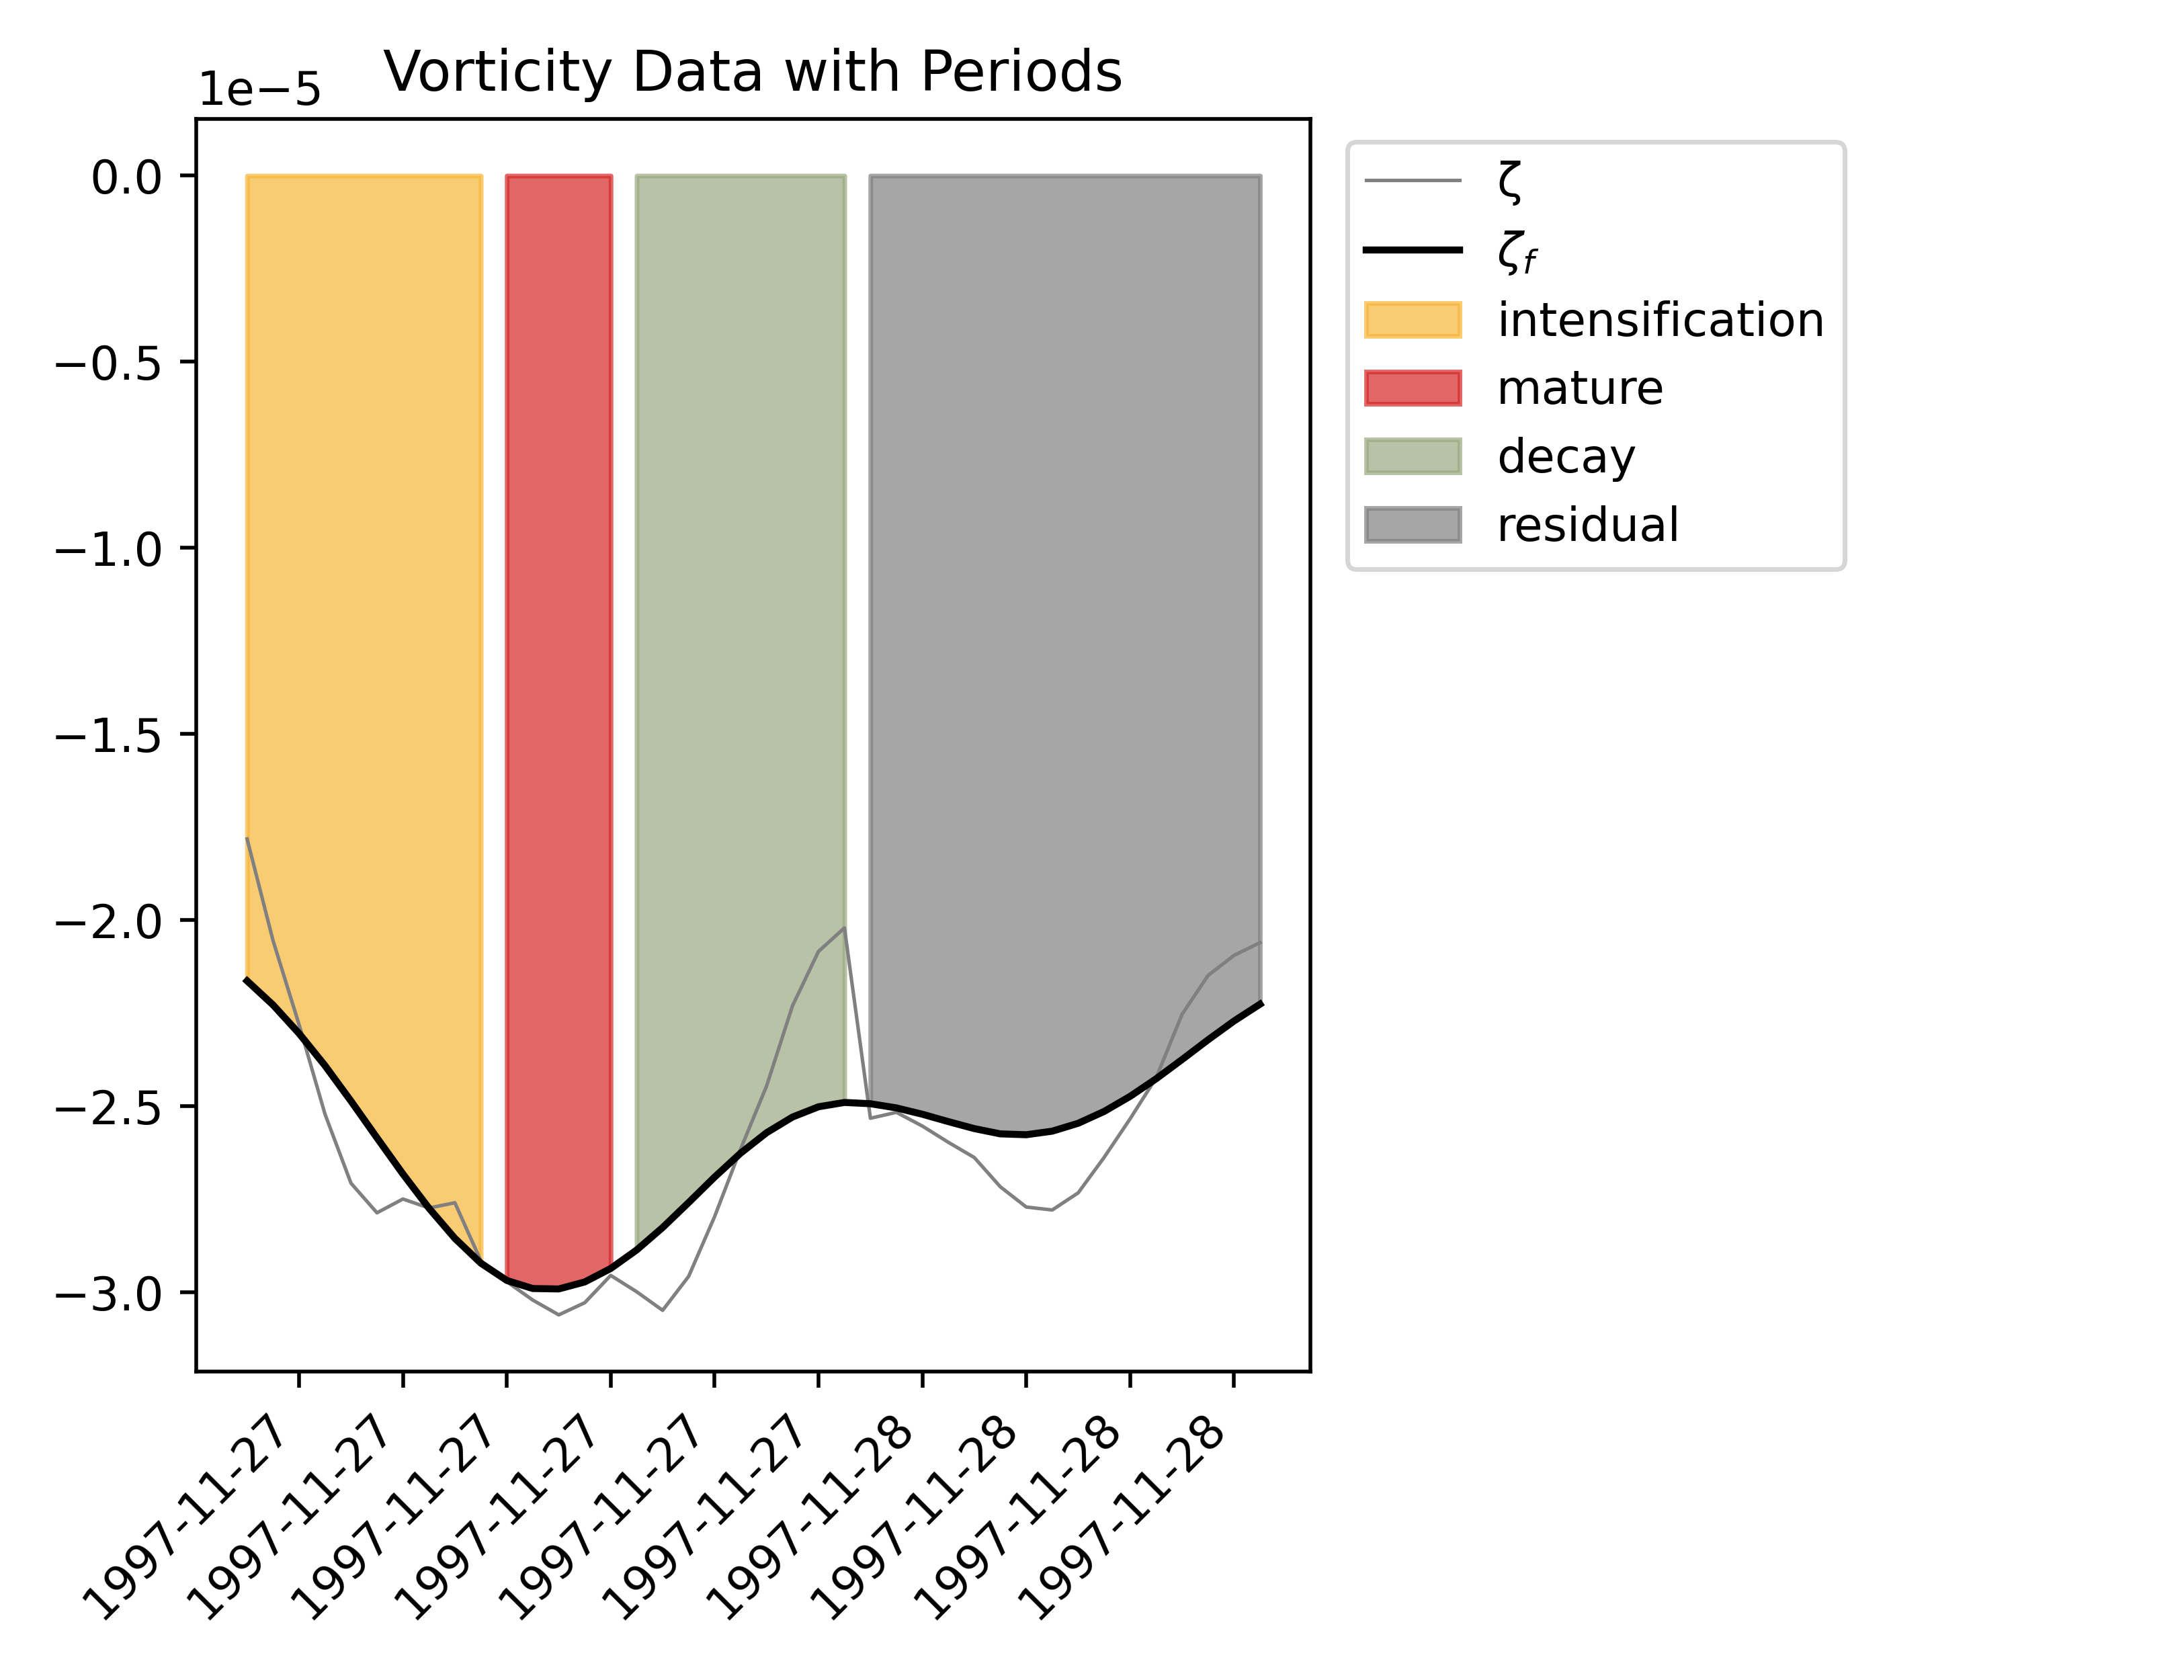 Vorticity Data with Periods
1e−5
0.0
−0.5
−1.0
−1.5
−2.0
−2.5
−3.0
1997-11-27
1997-11-27
1997-11-27
1997-11-27
1997-11-27
1997-11-27
1997-11-28
1997-11-28
1997-11-28
1997-11-28
ζ
ζf
intensification
mature
decay
residual